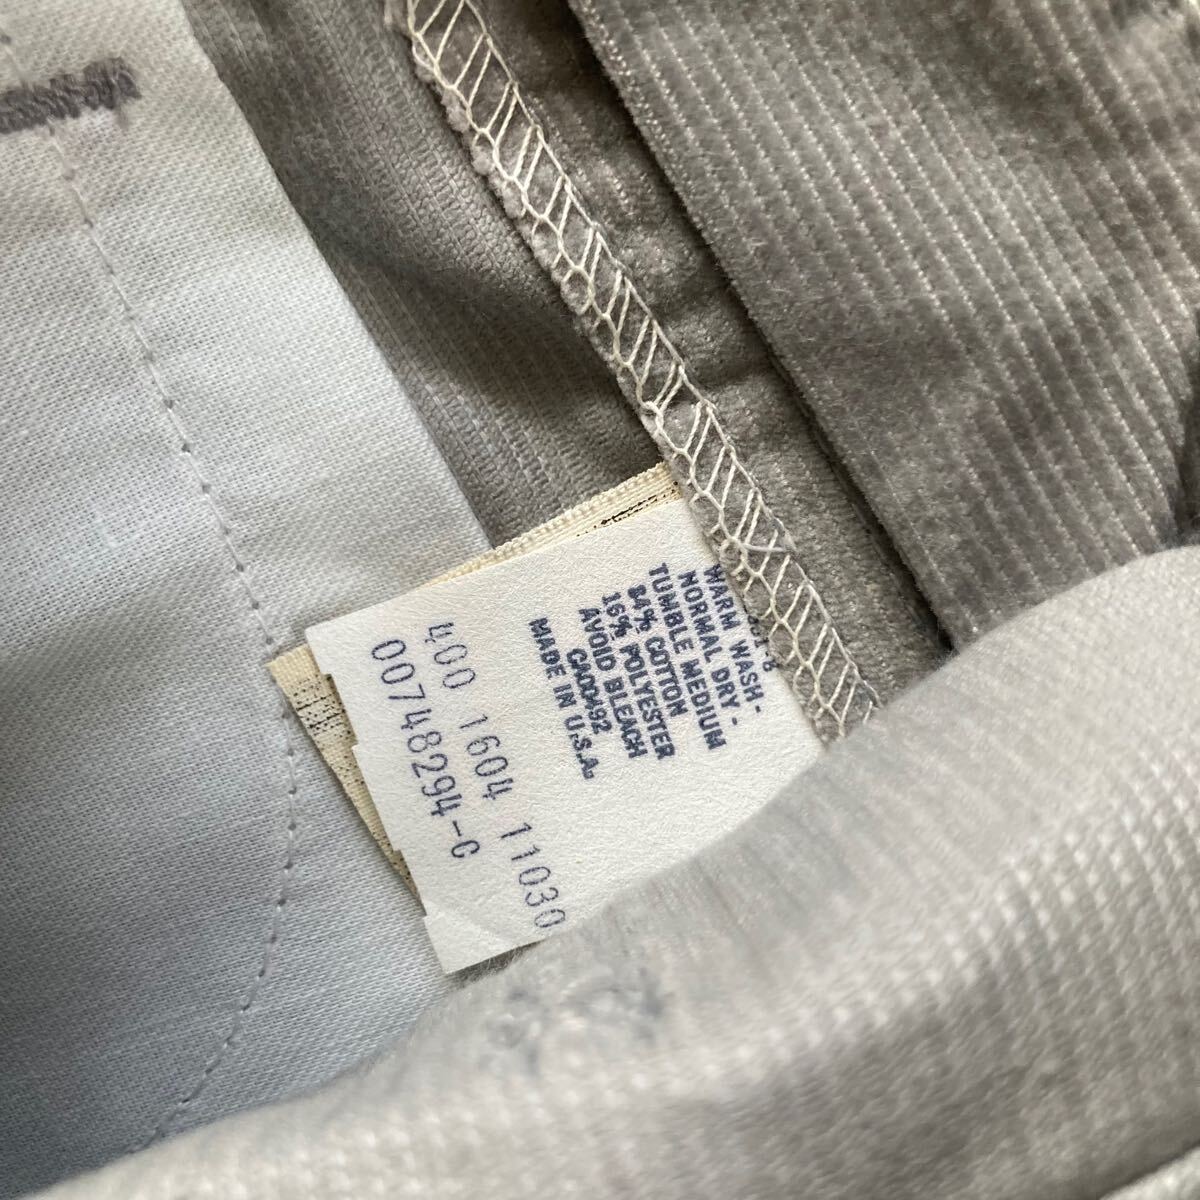 WARM WASH-
NORMAL DRY-
TUMBLE MEDIUM
84% COTTON
16% POLYESTER
AVOID BLEACH
CA00492
MADE IN U.S.A.
400 1604 11030
00748294-C